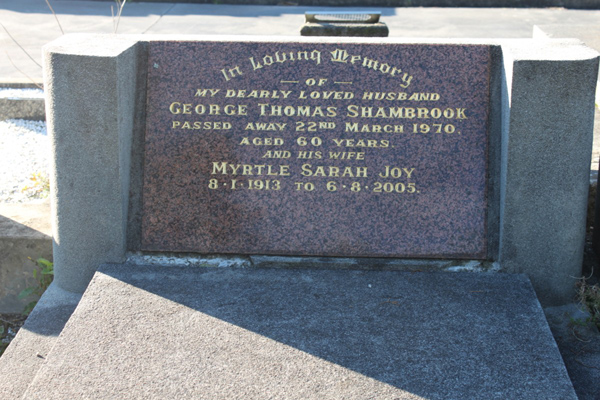 In Loving Memory
— OF —
MY DEARLY LOVED HUSBAND
GEORGE THOMAS SHAMBROOK
PASSED AWAY 22ND MARCH 1970.
AGED 60 YEARS.
AND HIS WIFE
MYRTLE SARAH JOY
8·1·1913 TO 6·8·2005.